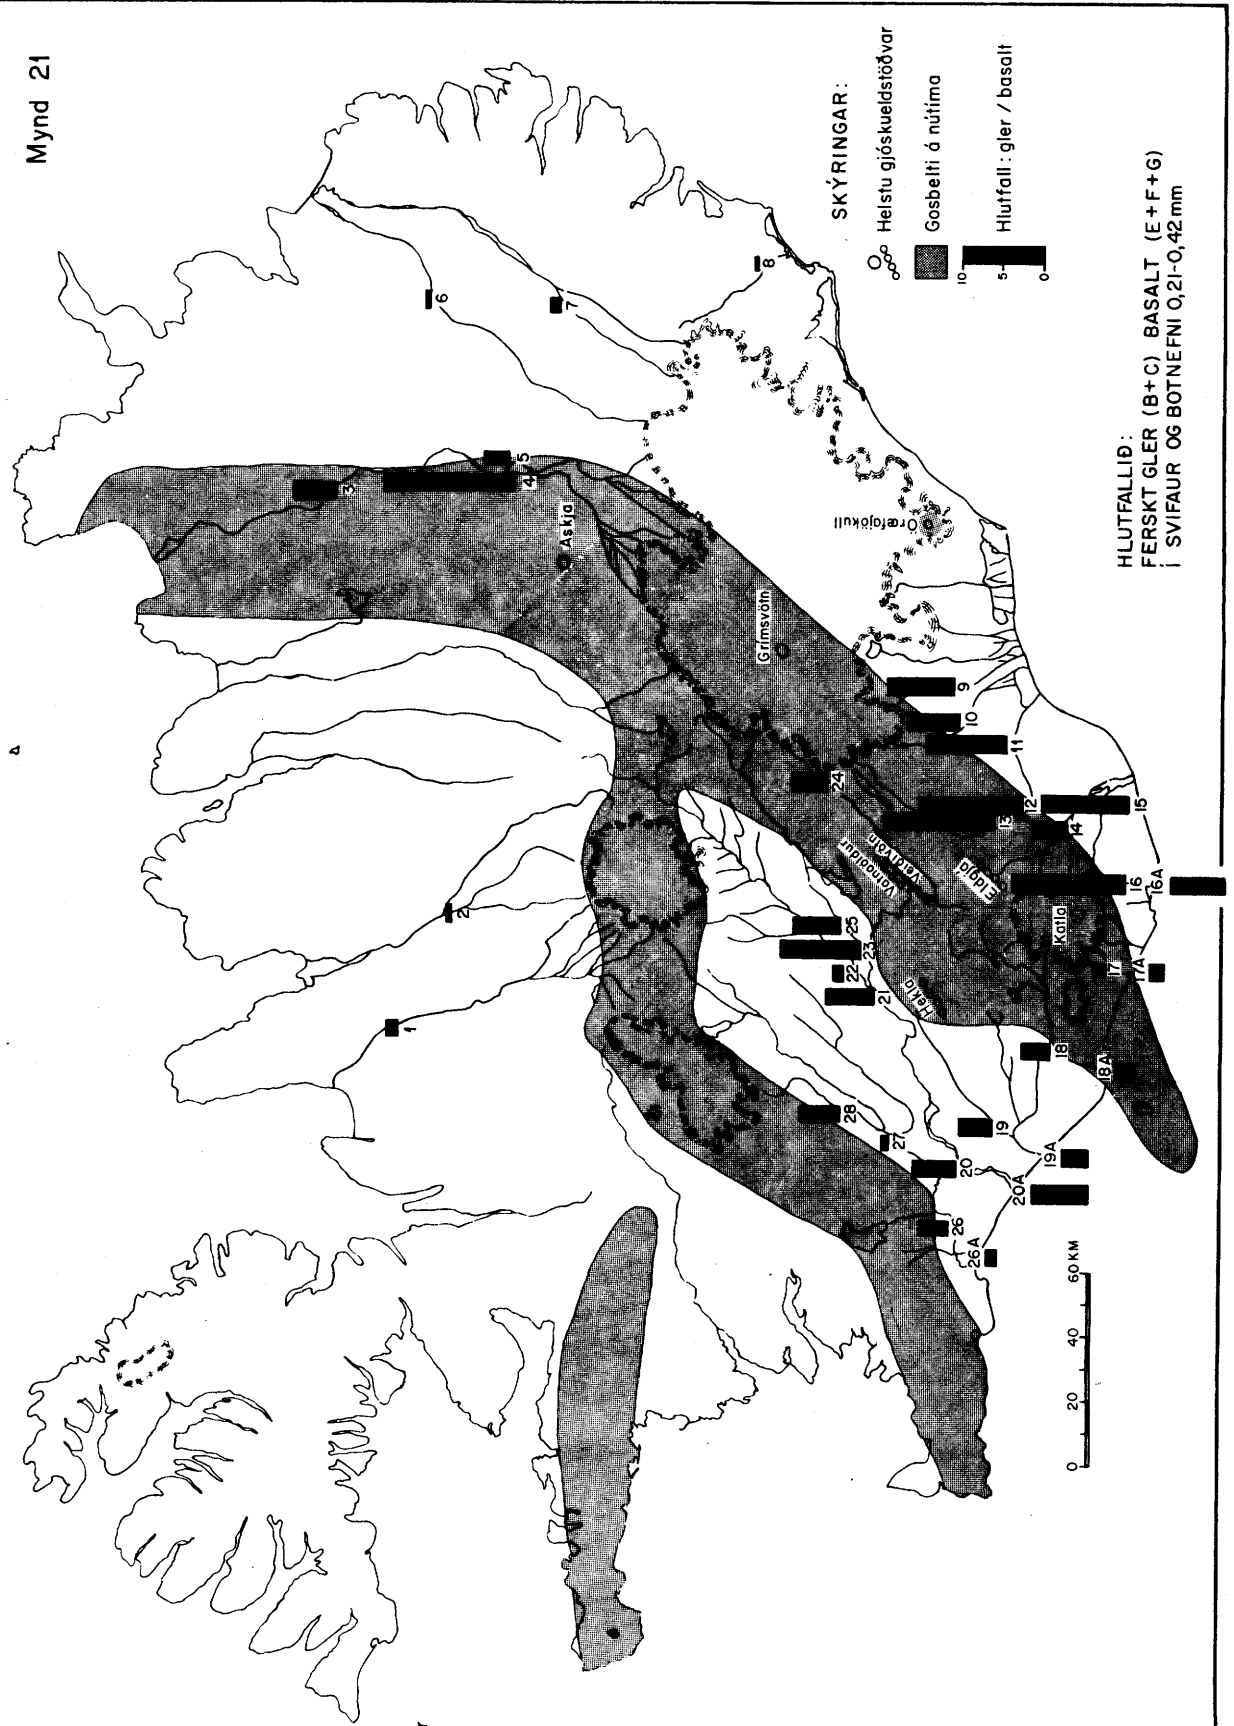 Mynd 21
SKÝRINGAR:
Helstu gjóskueldstöðvar
Gosbelti á nútíma
10
5
0
Hlutfall: gler / basalt
HLUTFALLIÐ:
FERSKT GLER (B+C) BASALT (E+F+G)
Í SVIFAUR OG BOTNEFNI 0,21-0,42 mm
Askja
Grímsvötn
Öræfajökull
Vatnaöldur
Veiðivötn
Eldgjá
Katla
Hekla
1
2
3
4
5
6
7
8
9
10
11
12
13
14
15
16
16A
17
17A
18
18A
19
19A
20
20A
21
22
23
24
25
26
26A
27
28
0
20
40
60 KM